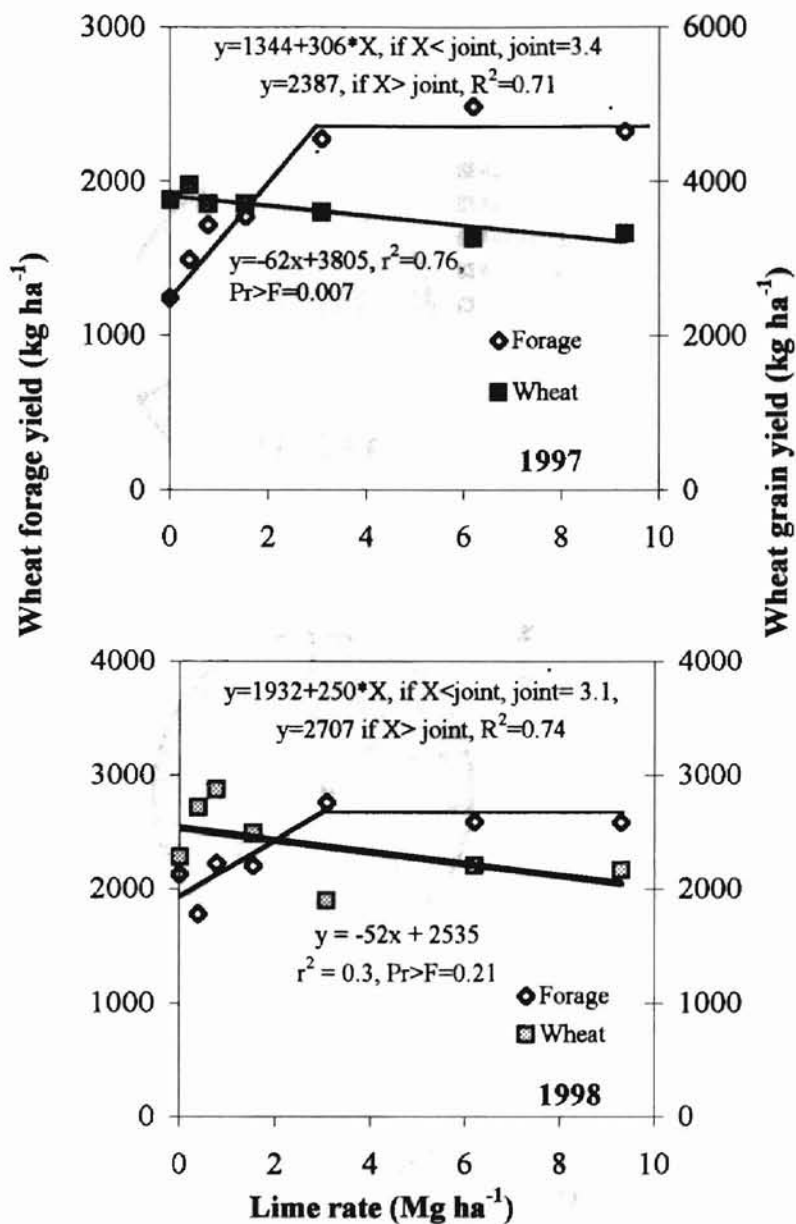 Wheat forage yield (kg ha⁻¹)
Wheat grain yield (kg ha⁻¹)
3000
2000
1000
0
6000
4000
2000
0
y=1344+306*X, if X< joint, joint=3.4
y=2387, if X> joint, R²=0.71
y=-62x+3805, r²=0.76,
Pr>F=0.007
Forage
Wheat
1997
0 2 4 6 8 10
4000
3000
2000
1000
0
4000
3000
2000
1000
0
y=1932+250*X, if X<joint, joint= 3.1,
y=2707 if X> joint, R²=0.74
y = -52x + 2535
r² = 0.3, Pr>F=0.21
Forage
Wheat
1998
0 2 4 6 8 10
Lime rate (Mg ha⁻¹)